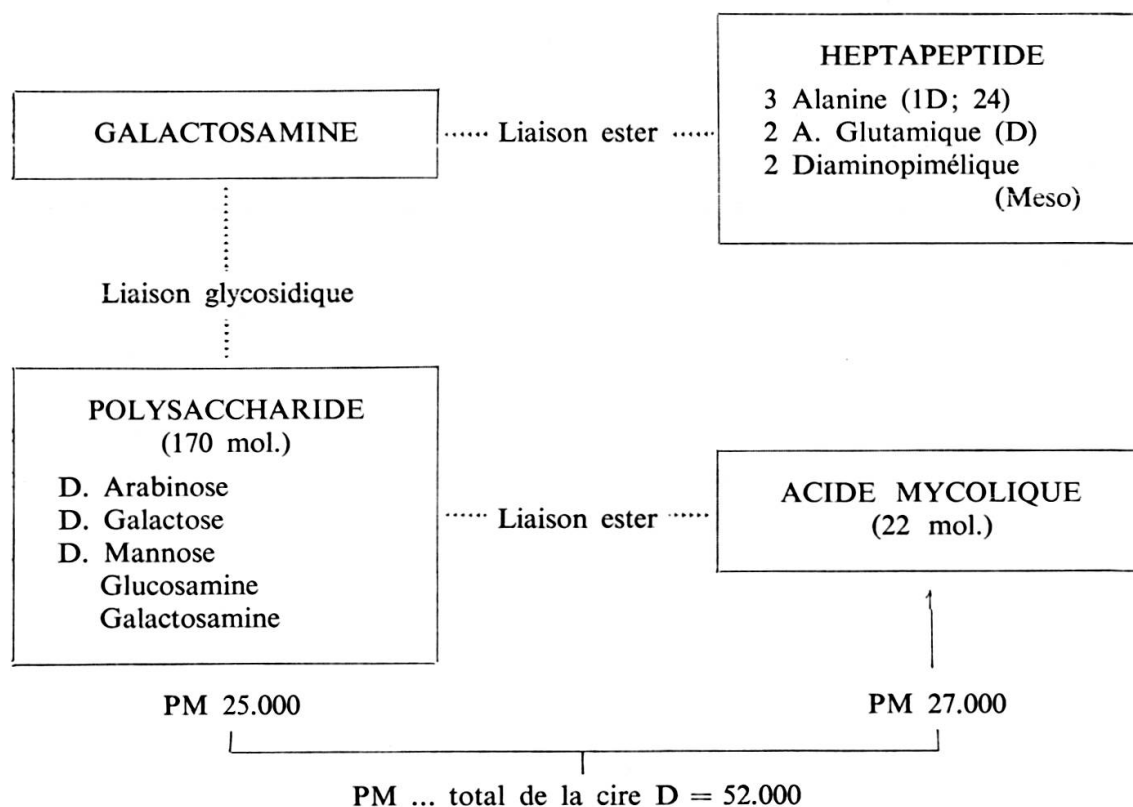 GALACTOSAMINE
...... Liaison ester ......
HEPTAPEPTIDE
3 Alanine (1D; 24)
2 A. Glutamique (D)
2 Diaminopimélique
(Meso)
Liaison glycosidique
POLYSACCHARIDE
(170 mol.)
D. Arabinose
D. Galactose
D. Mannose
Glucosamine
Galactosamine
...... Liaison ester ......
ACIDE MYCOLIQUE
(22 mol.)
PM 25.000
PM 27.000
PM ... total de la cire D = 52.000